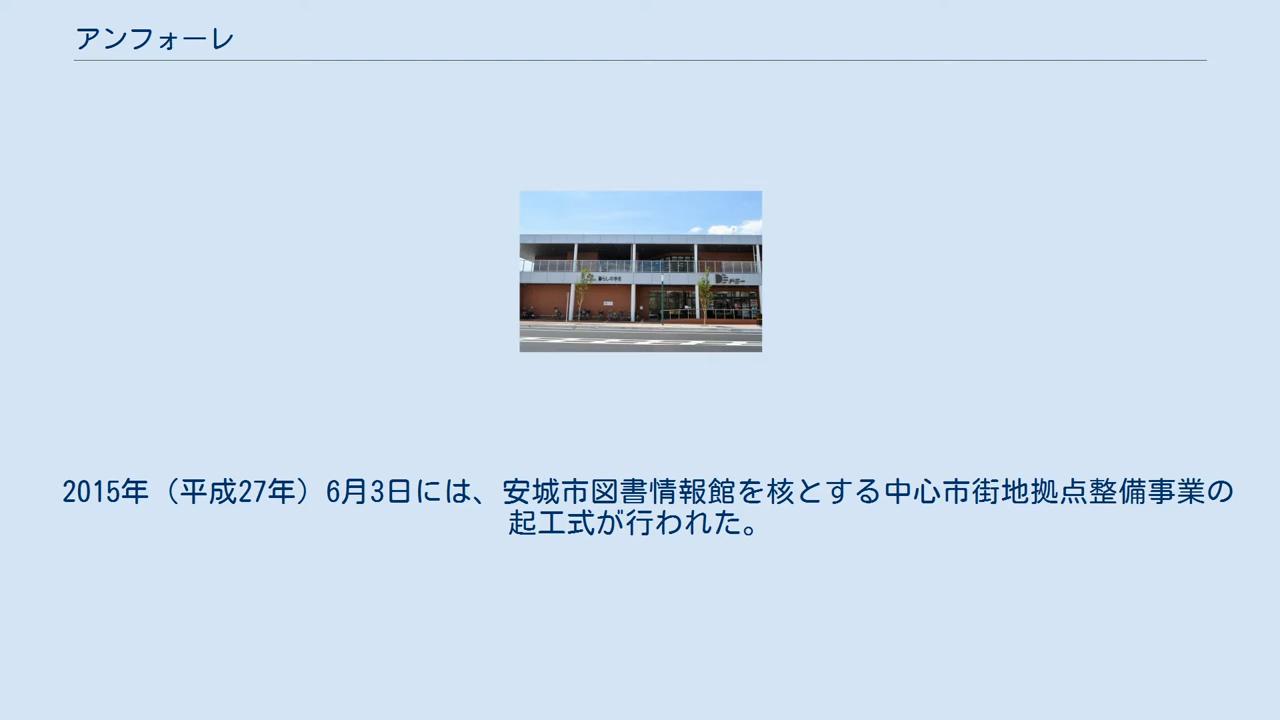 アンフォーレ
2015年（平成27年）6月3日には、安城市図書情報館を核とする中心市街地拠点整備事業の
起工式が行われた。